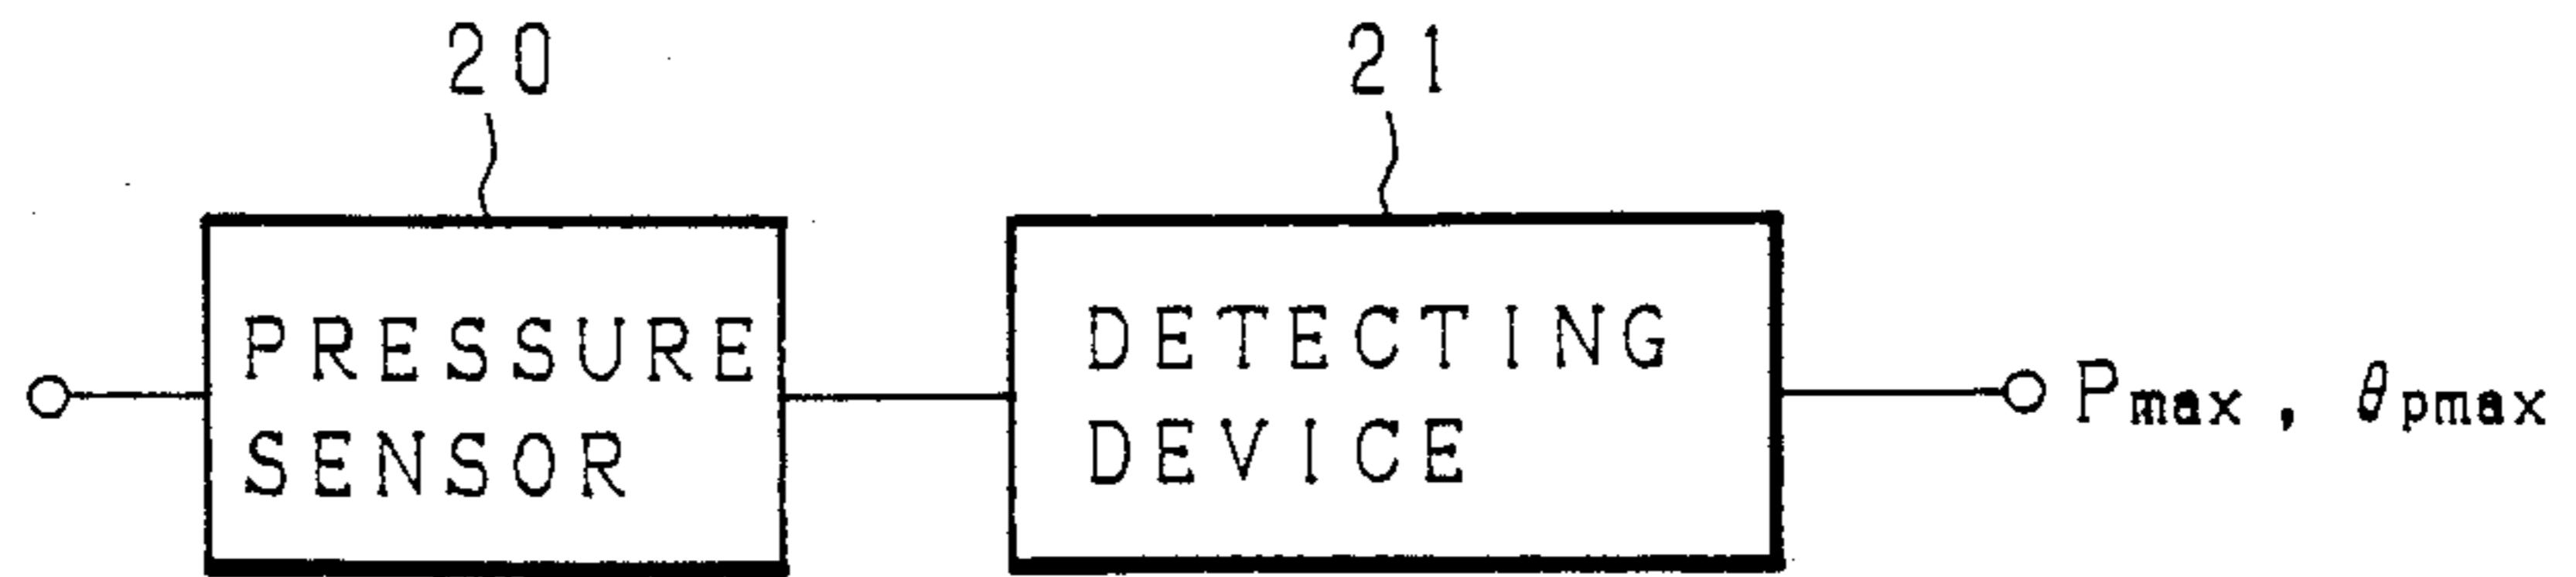 20
21
PRESSURE
SENSOR
DETECTING
DEVICE
Pmax , θpmax